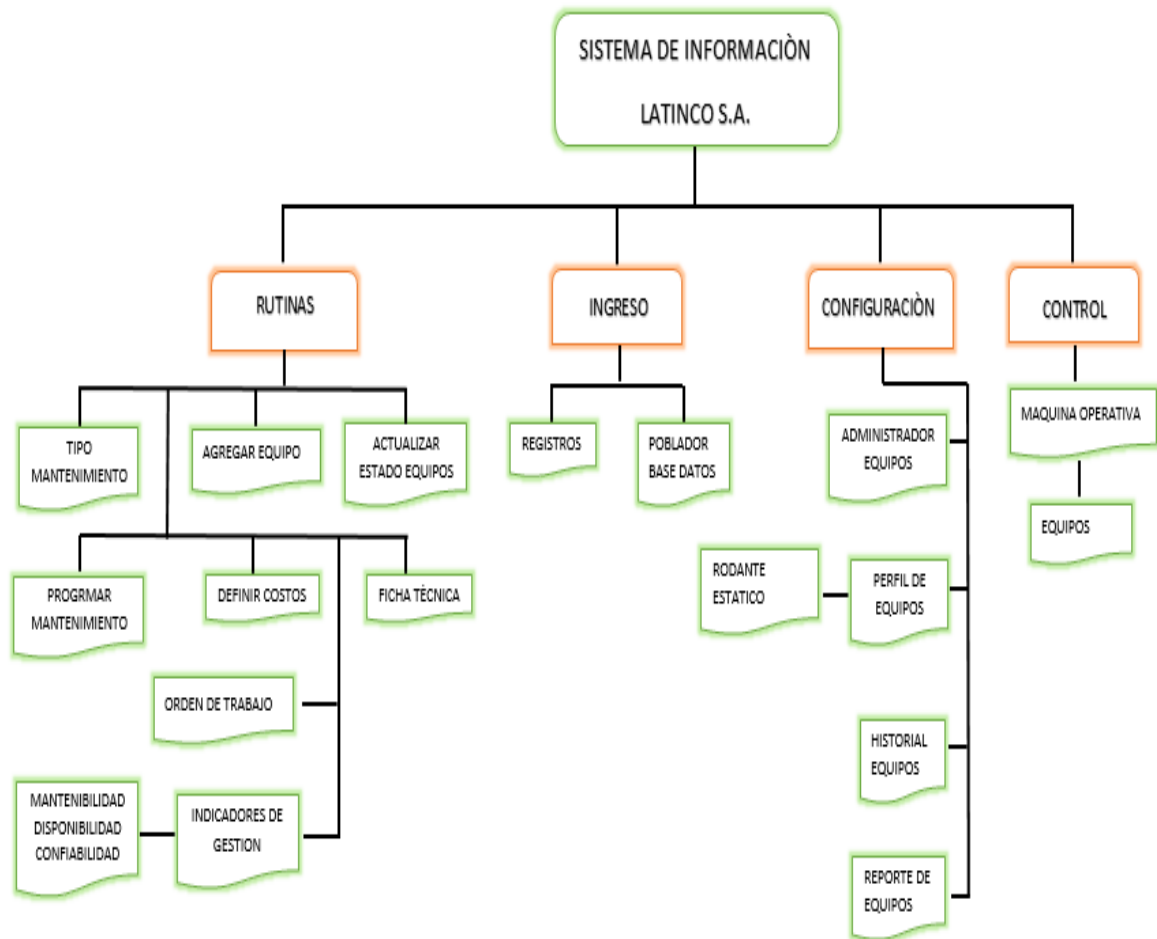 SISTEMA DE INFORMACIÒN
LATINCO S.A.
RUTINAS
INGRESO
CONFIGURACIÒN
CONTROL
TIPO
MANTENIMIENTO
AGREGAR EQUIPO
ACTUALIZAR
ESTADO EQUIPOS
REGISTROS
POBLADOR
BASE DATOS
ADMINISTRADOR
EQUIPOS
MAQUINA OPERATIVA
EQUIPOS
PROGRMAR
MANTENIMIENTO
DEFINIR COSTOS
FICHA TÈCNICA
RODANTE
ESTATICO
PERFIL DE
EQUIPOS
ORDEN DE TRABAJO
HISTORIAL
EQUIPOS
MANTENIBILIDAD
DISPONIBILIDAD
CONFIABILIDAD
INDICADORES DE
GESTION
REPORTE DE
EQUIPOS